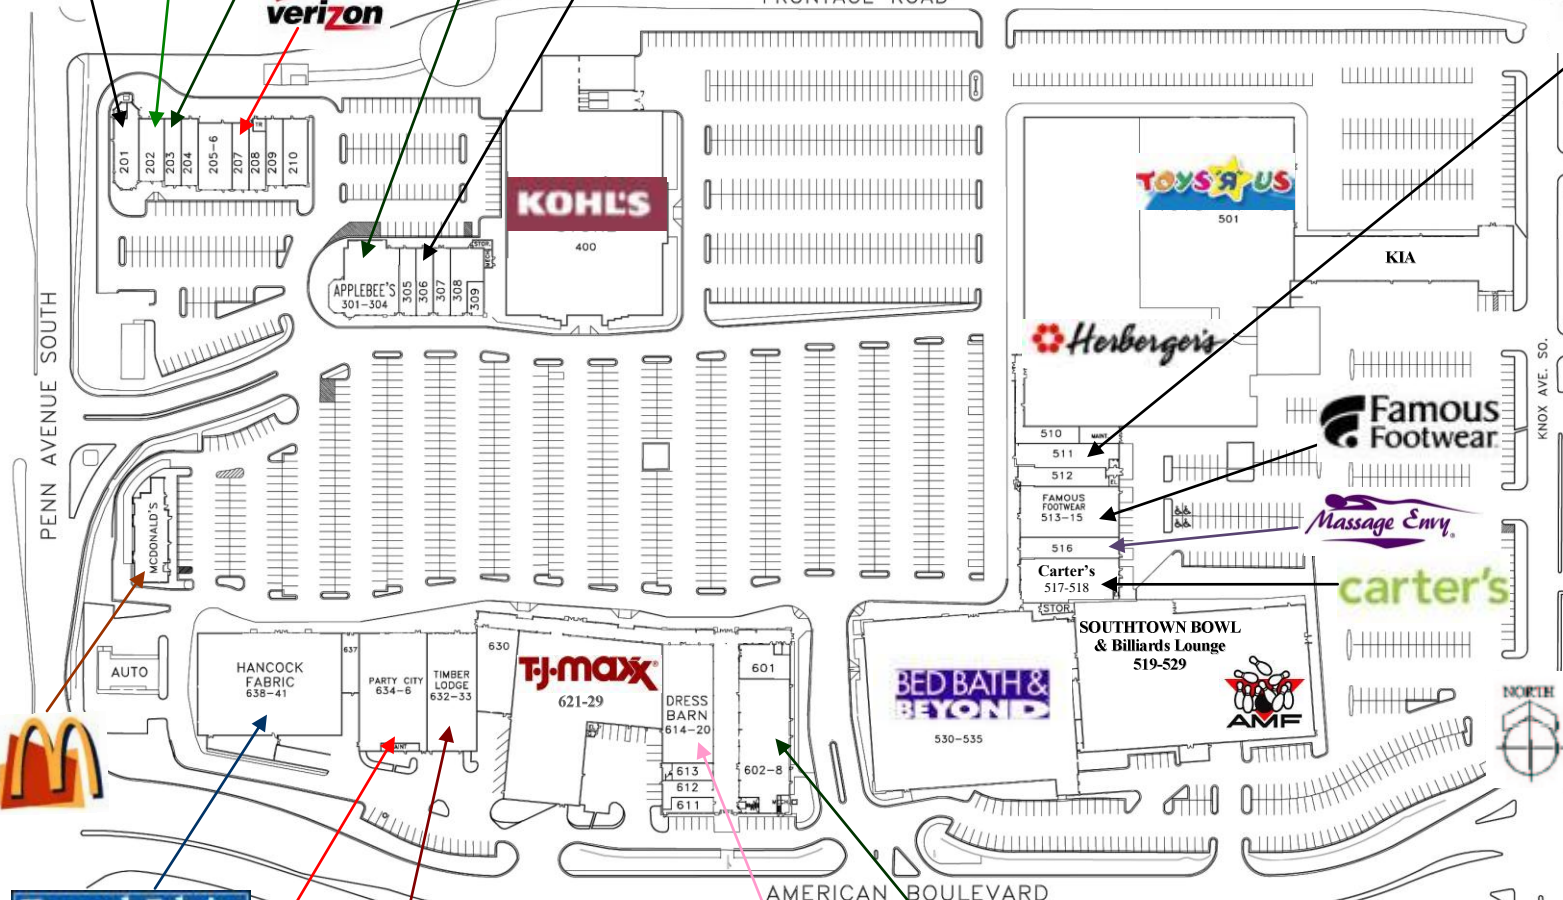 FRONTAGE ROAD
verizon
201
202
203
204
205-6
207
TR
208
209
210
KOHL'S
400
TOYS "R" US
501
KIA
STOR.
MECH
APPLEBEE'S
301-304
305
306
307
308
309
Herberger's
PENN AVENUE SOUTH
KNOX AVE. SO.
Famous
Footwear
510
MAINT
511
512
EL
FAMOUS
FOOTWEAR
513-15
516
Massage Envy
Carter's
517-518
carter's
STOR
MCDONALD'S
AUTO
HANCOCK
FABRIC
638-41
637
PARTY CITY
634-6
TIMBER
LODGE
632-33
630
T•J•maxx
621-29
DRESS
BARN
614-20
613
612
611
601
602-8
BED BATH &
BEYOND
530-535
SOUTHTOWN BOWL
& Billiards Lounge
519-529
AMF
NORTH
AMERICAN BOULEVARD